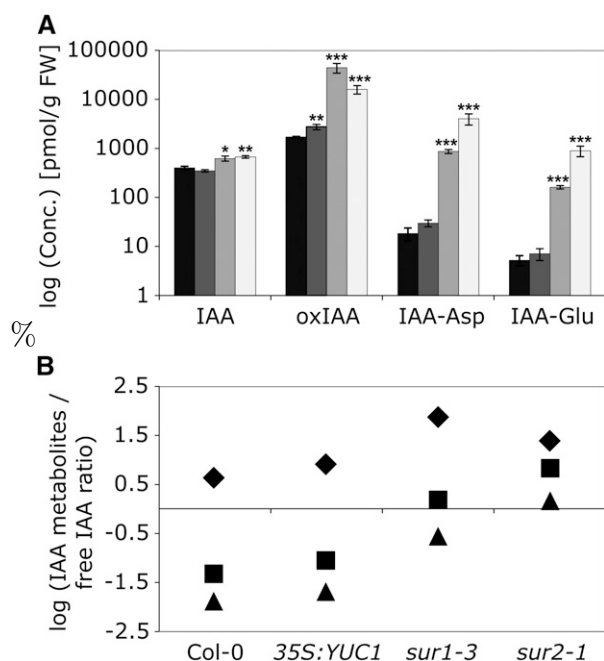 A
log (Conc.) [pmol/g FW]
100000
10000
1000
100
10
1
* **
** *** ***
*** ***
*** ***
IAA oxIAA IAA-Asp IAA-Glu
%
B
log (IAA metabolites /
free IAA ratio)
2.5
1.5
0.5
-0.5
-1.5
-2.5
Col-0 35S:YUC1 sur1-3 sur2-1